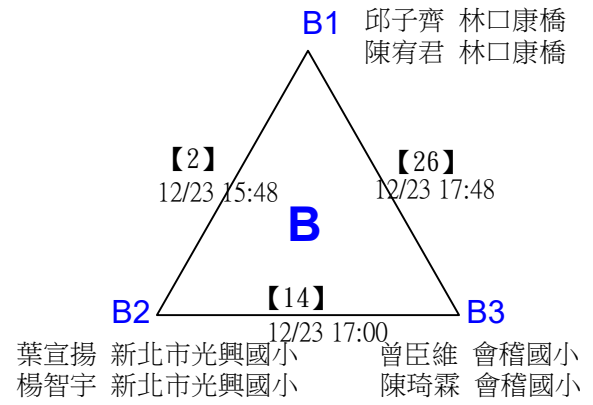 B1
邱子齊 林口康橋
陳宥君 林口康橋
【2】
12/23 15:48
【26】
12/23 17:48
B
【14】
12/23 17:00
B2
B3
葉宣揚 新北市光興國小
楊智宇 新北市光興國小
曾臣維 會稽國小
陳琦霖 會稽國小